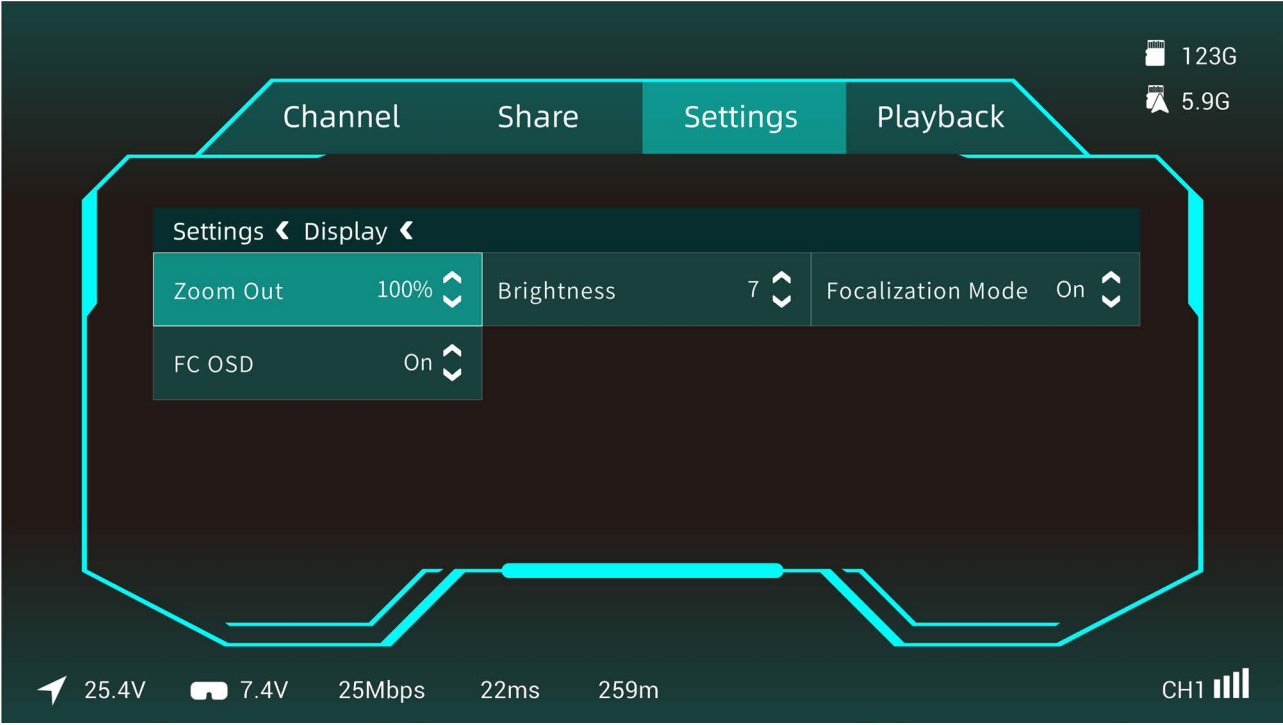 123G
5.9G
Channel Share Settings Playback
Settings Display
Zoom Out 100% Brightness 7 Focalization Mode On
FC OSD On
25.4V 7.4V 25Mbps 22ms 259m CH1